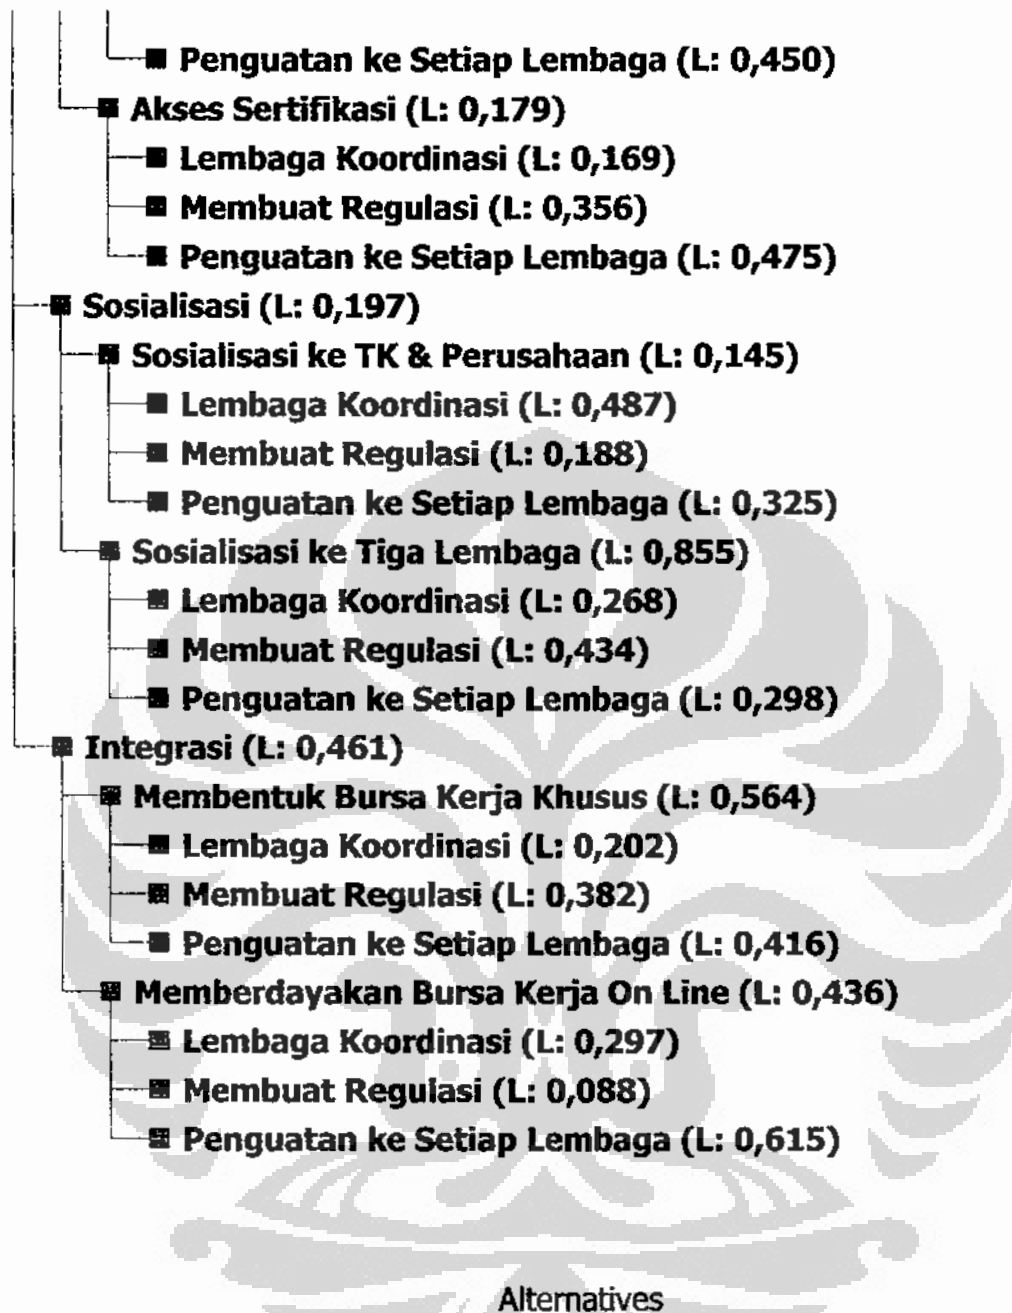 Penguatan ke Setiap Lembaga (L: 0,450)
Akses Sertifikasi (L: 0,179)
Lembaga Koordinasi (L: 0,169)
Membuat Regulasi (L: 0,356)
Penguatan ke Setiap Lembaga (L: 0,475)
Sosialisasi (L: 0,197)
Sosialisasi ke TK & Perusahaan (L: 0,145)
Lembaga Koordinasi (L: 0,487)
Membuat Regulasi (L: 0,188)
Penguatan ke Setiap Lembaga (L: 0,325)
Sosialisasi ke Tiga Lembaga (L: 0,855)
Lembaga Koordinasi (L: 0,268)
Membuat Regulasi (L: 0,434)
Penguatan ke Setiap Lembaga (L: 0,298)
Integrasi (L: 0,461)
Membentuk Bursa Kerja Khusus (L: 0,564)
Lembaga Koordinasi (L: 0,202)
Membuat Regulasi (L: 0,382)
Penguatan ke Setiap Lembaga (L: 0,416)
Memberdayakan Bursa Kerja On Line (L: 0,436)
Lembaga Koordinasi (L: 0,297)
Membuat Regulasi (L: 0,088)
Penguatan ke Setiap Lembaga (L: 0,615)
Alternatives